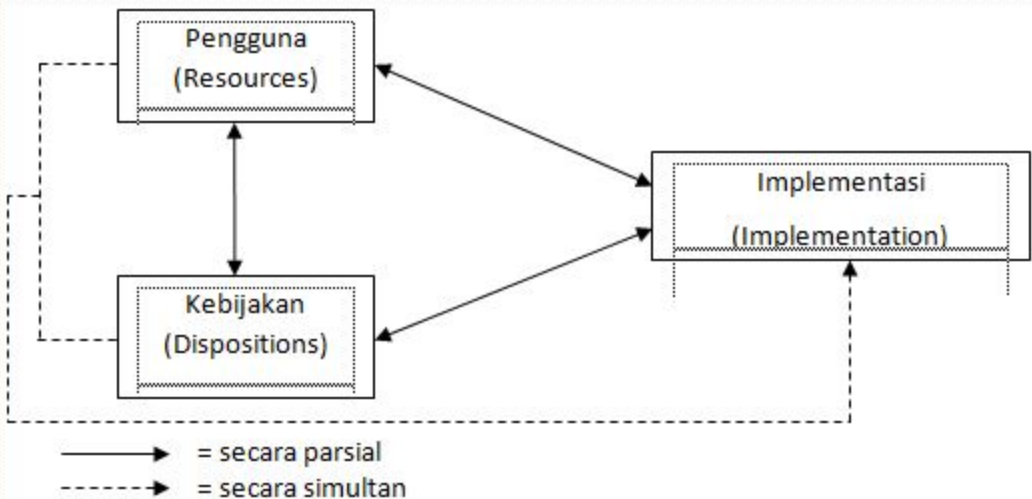 Pengguna
(Resources)
Implementasi
(Implementation)
Kebijakan
(Dispositions)
= secara parsial
= secara simultan